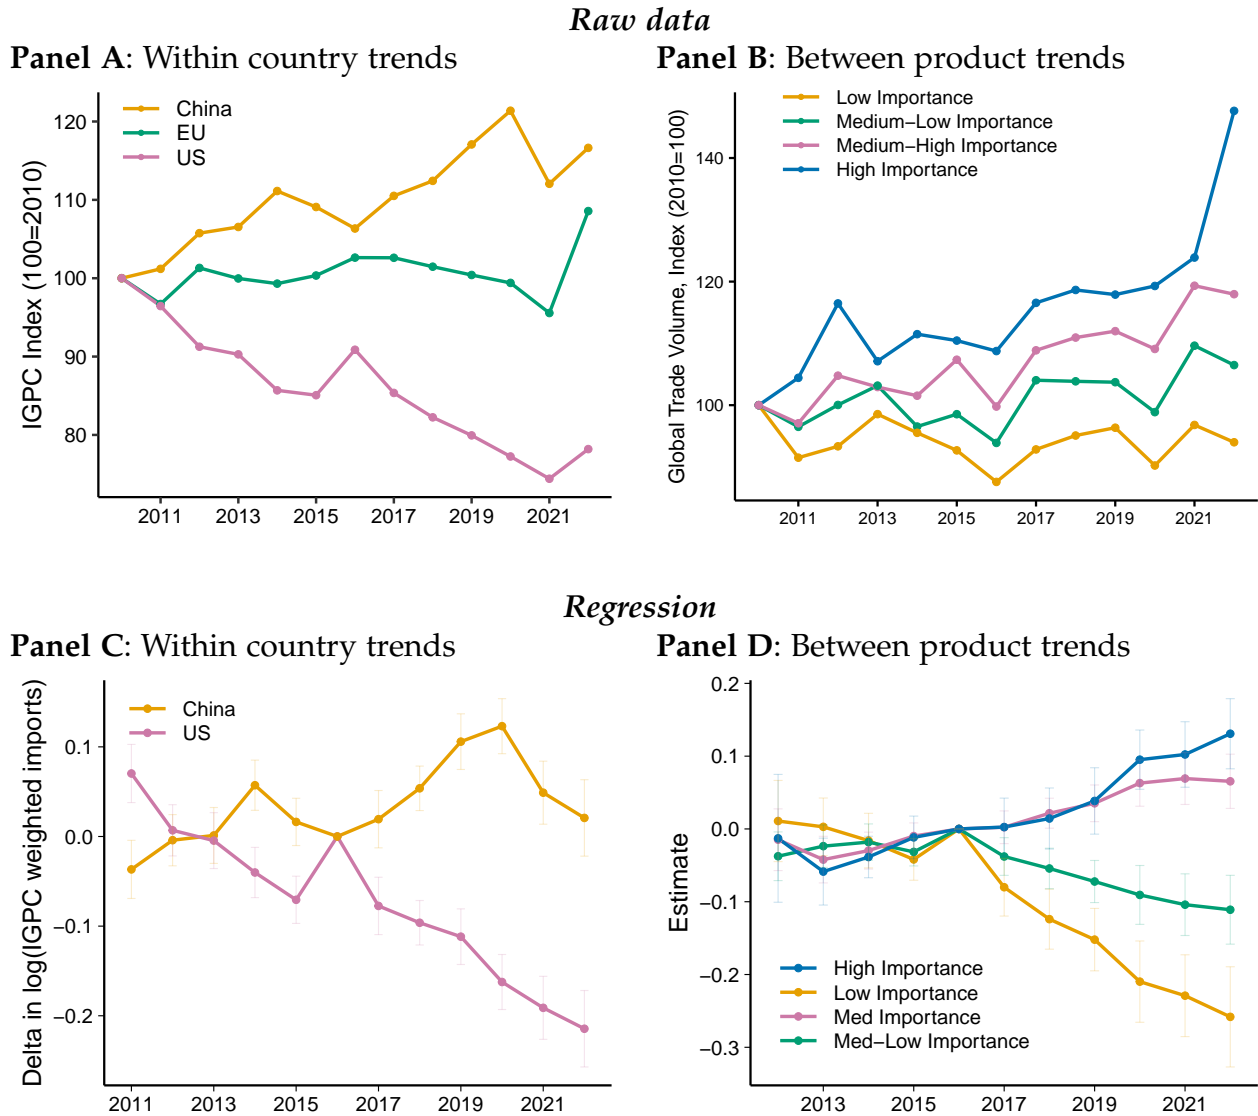 Raw data
Panel A: Within country trends
China
EU
US
IGPC Index (100=2010)
120
110
100
90
80
2011 2013 2015 2017 2019 2021
Panel B: Between product trends
Low Importance
Medium−Low Importance
Medium−High Importance
High Importance
Global Trade Volume, Index (2010=100)
140
120
100
2011 2013 2015 2017 2019 2021
Regression
Panel C: Within country trends
China
US
Delta in log(IGPC weighted imports)
0.1
0.0
−0.1
−0.2
2011 2013 2015 2017 2019 2021
Panel D: Between product trends
Estimate
0.2
0.1
0.0
−0.1
−0.2
−0.3
High Importance
Low Importance
Med Importance
Med−Low Importance
2013 2015 2017 2019 2021